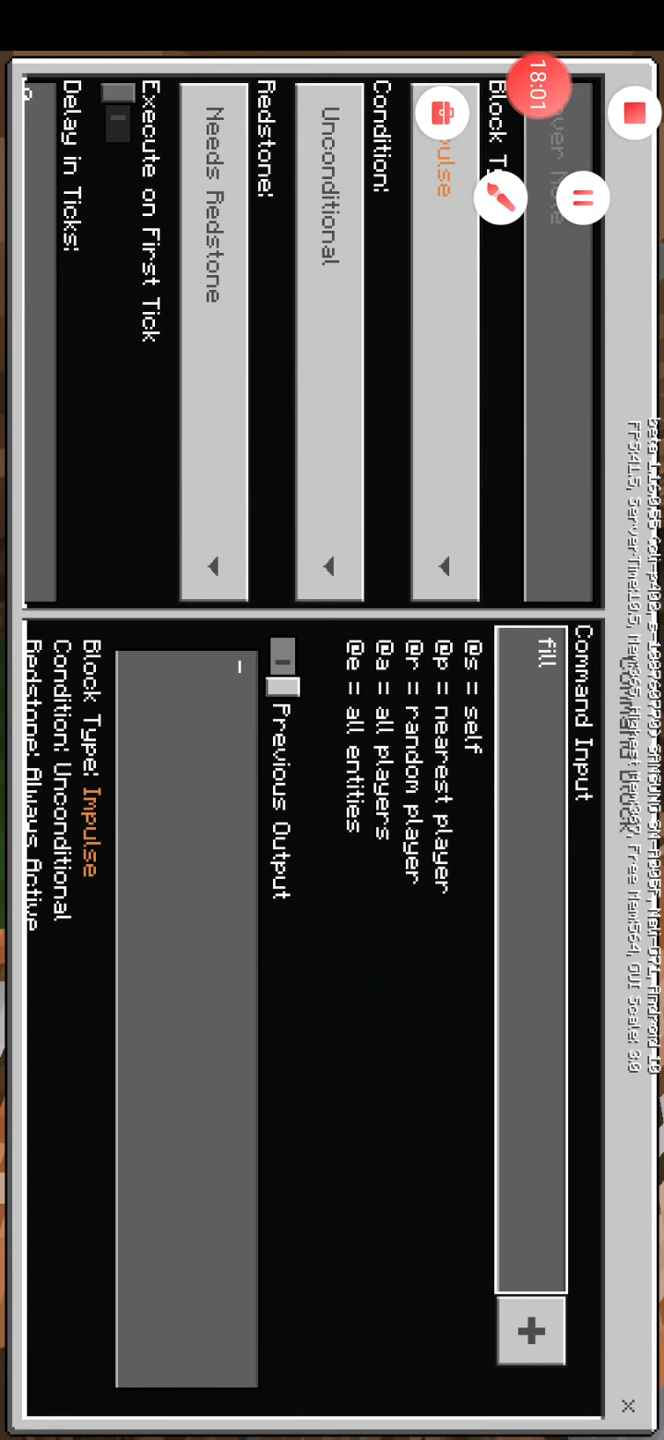 Command Block
18:01
Block T
pulse
Condition:
Unconditional
Redstone:
Needs Redstone
Execute on First Tick
Delay in Ticks:
Command Input
fill
@s = self
@p = nearest player
@r = random player
@a = all players
@e = all entities
Previous Output
-
Block Type: Impulse
Condition: Unconditional
Redstone: Always Active